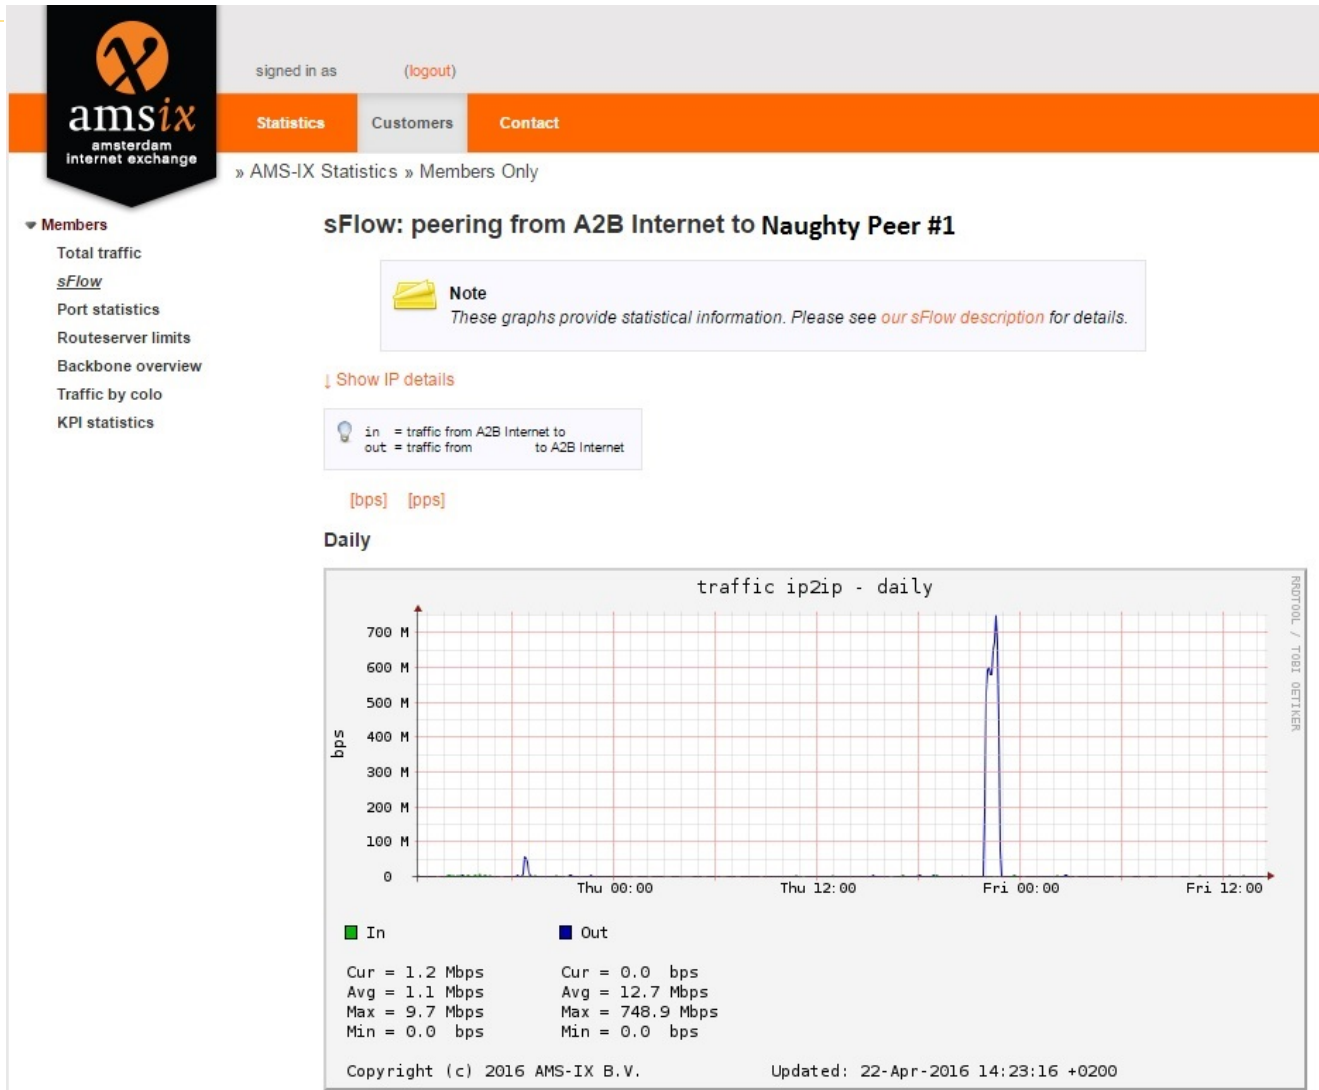 signed in as (logout)
amsix
amsterdam
internet exchange
Statistics Customers Contact
» AMS-IX Statistics » Members Only
Members
Total traffic
sFlow
Port statistics
Routeserver limits
Backbone overview
Traffic by colo
KPI statistics
sFlow: peering from A2B Internet to Naughty Peer #1
Note
These graphs provide statistical information. Please see our sFlow description for details.
↓ Show IP details
in = traffic from A2B Internet to
out = traffic from to A2B Internet
[bps] [pps]
Daily
traffic ip2ip - daily
RRDTOOL / TOBI OETIKER
bps
700 M
600 M
500 M
400 M
300 M
200 M
100 M
0
Thu 00:00 Thu 12:00 Fri 00:00 Fri 12:00
In Out
Cur = 1.2 Mbps Cur = 0.0 bps
Avg = 1.1 Mbps Avg = 12.7 Mbps
Max = 9.7 Mbps Max = 748.9 Mbps
Min = 0.0 bps Min = 0.0 bps
Copyright (c) 2016 AMS-IX B.V. Updated: 22-Apr-2016 14:23:16 +0200